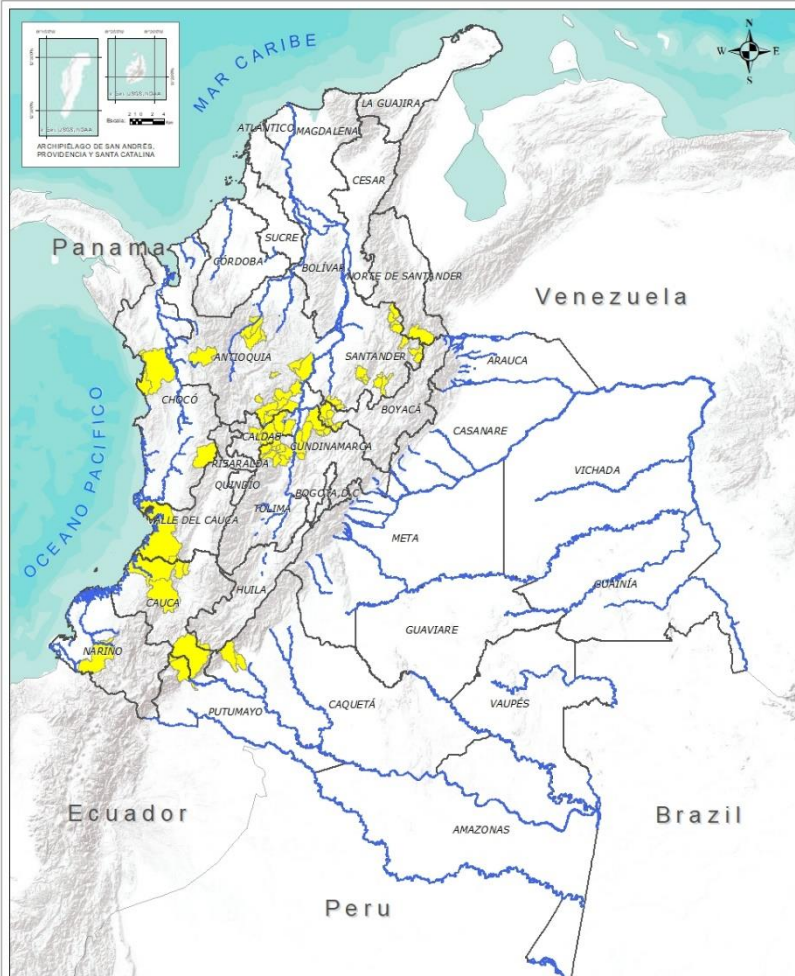 ARCHIPIÉLAGO DE SAN ANDRÉS,
PROVIDENCIA Y SANTA CATALINA
MAR CARIBE
N
W
E
S
LA GUAJIRA
ATLÁNTICO
MAGDALENA
CESAR
Panama
SUCRE
CÓRDOBA
BOLÍVAR
NORTE DE SANTANDER
Venezuela
ANTIOQUIA
SANTANDER
ARAUCA
CHOCÓ
BOYACÁ
OCEANO PACIFICO
CALDAS
CUNDINAMARCA
CASANARE
RISARALDA
VICHADA
QUINDIO
BOGOTA,D.C
TOLIMA
VALLE DEL CAUCA
META
GUAINÍA
HUILA
CAUCA
GUAVIARE
NARIÑO
CAQUETÁ
VAUPÉS
PUTUMAYO
Ecuador
Brazil
AMAZONAS
Peru